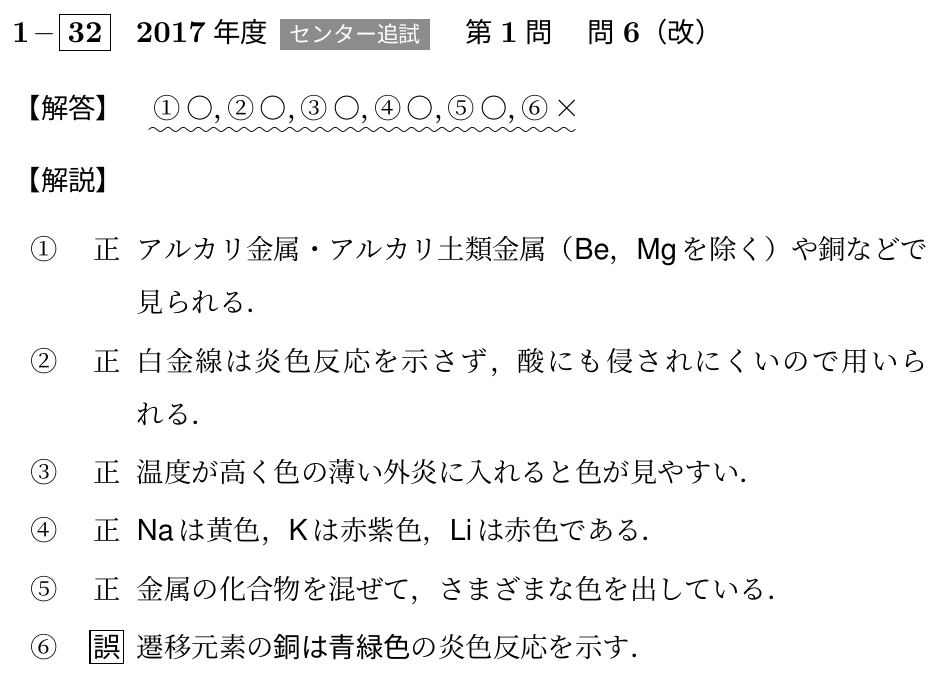 1－32 2017 年度 センター追試 第 1 問 問 6（改）
【解答】 ① ○, ② ○, ③ ○, ④ ○, ⑤ ○, ⑥ ×
【解説】
① 正 アルカリ金属・アルカリ土類金属（Be，Mgを除く）や銅などで
見られる．
② 正 白金線は炎色反応を示さず，酸にも侵されにくいので用いら
れる．
③ 正 温度が高く色の薄い外炎に入れると色が見やすい．
④ 正 Naは黄色，Kは赤紫色，Liは赤色である．
⑤ 正 金属の化合物を混ぜて，さまざまな色を出している．
⑥ 誤 遷移元素の銅は青緑色の炎色反応を示す．